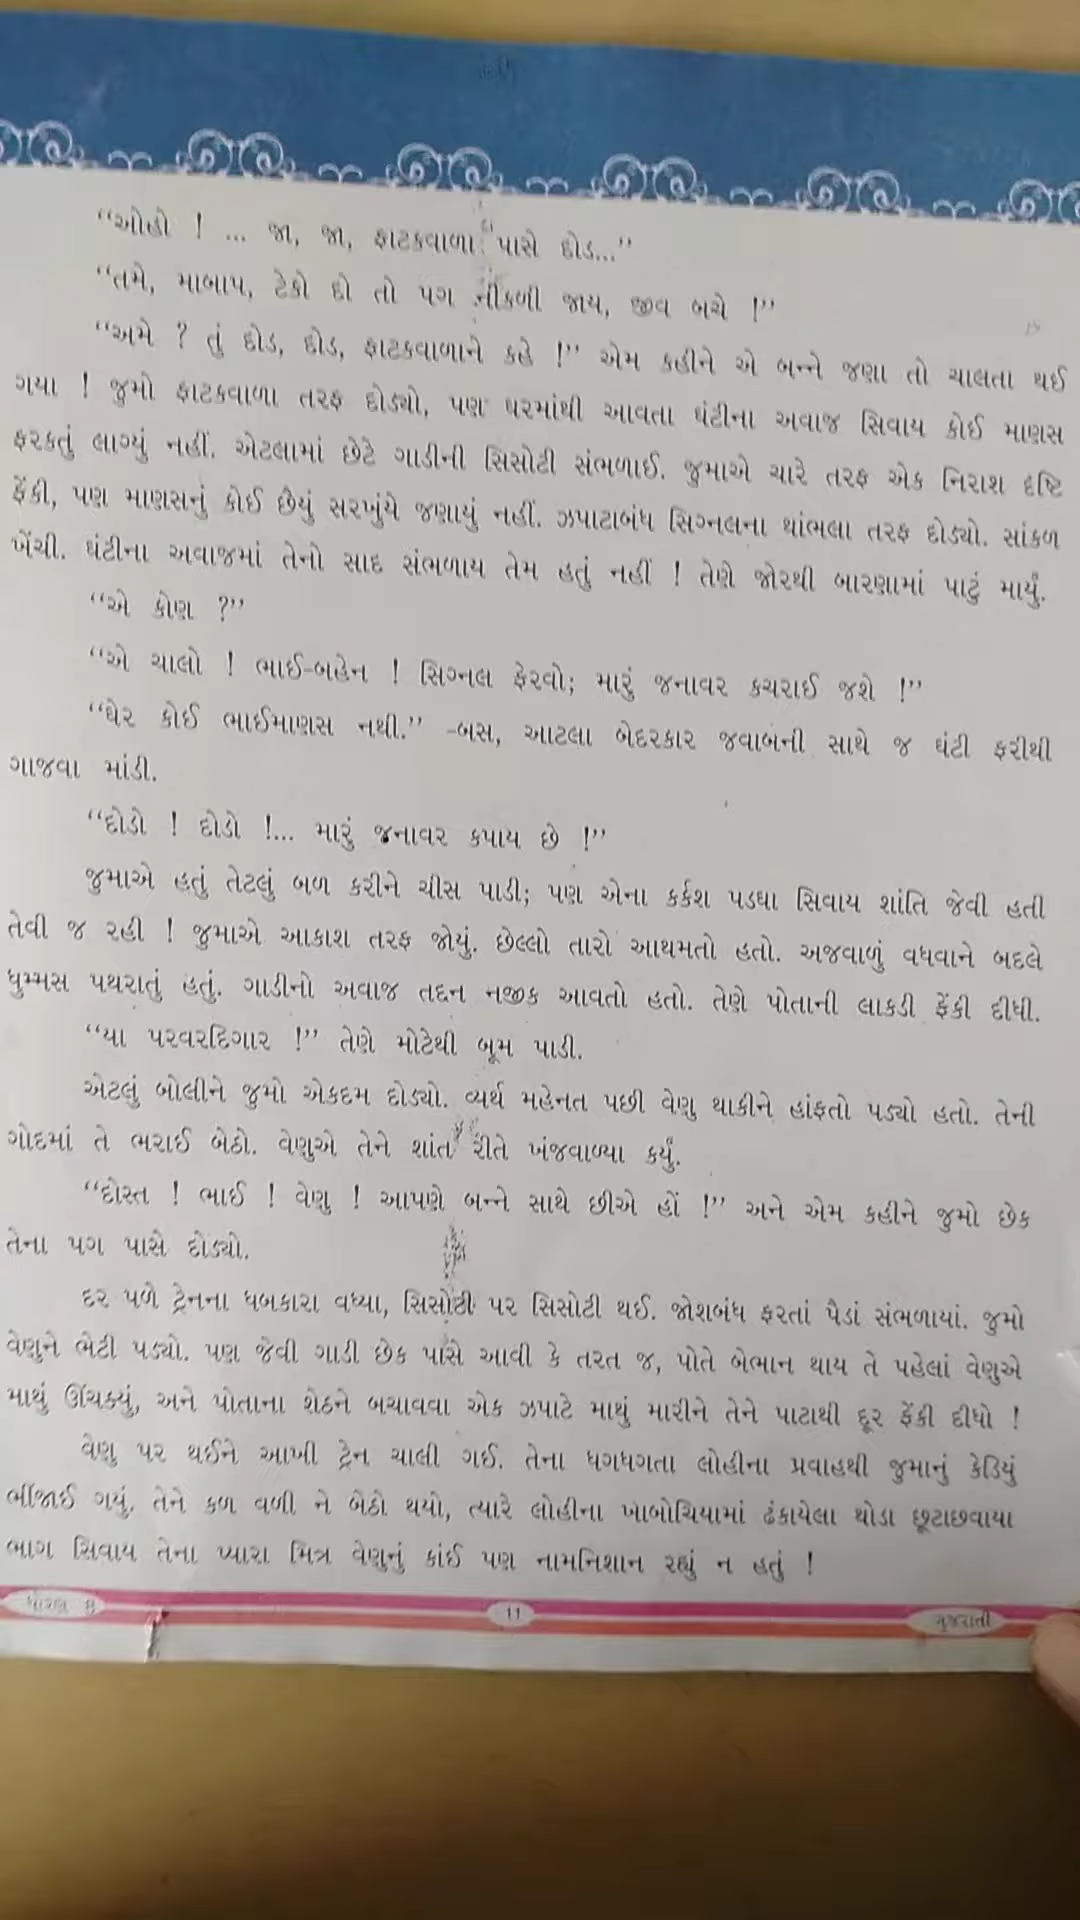 “ઓહો ! ... જા, જા, ફાટકવાળા પાસે દોડ...”
“તમે, માબાપ, ટેકો દો તો પગ નીકળી જાય, જીવ બચે !”
“અમે ? તું દોડ, દોડ, ફાટકવાળાને કહે !” એમ કહીને એ બન્ને જણા તો ચાલતા થઈ
ગયા ! જુમો ફાટકવાળા તરફ દોડ્યો, પણ ઘરમાંથી આવતા ઘંટીના અવાજ સિવાય કોઈ માણસ
ફરકતું લાગ્યું નહીં. એટલામાં છેટે ગાડીની સિસોટી સંભળાઈ. જુમાએ ચારે તરફ એક નિરાશ દૃષ્ટિ
ફેંકી, પણ માણસનું કોઈ છૈયું સરખુંયે જણાયું નહીં. ઝપાટાબંધ સિગ્નલના થાંભલા તરફ દોડ્યો. સાંકળ
ખેંચી. ઘંટીના અવાજમાં તેનો સાદ સંભળાય તેમ હતું નહીં ! તેણે જોરથી બારણામાં પાટું માર્યું.
“એ કોણ ?”
“એ ચાલો ! ભાઈ-બહેન ! સિગ્નલ ફેરવો; મારું જનાવર કચરાઈ જશે !”
“ઘેર કોઈ ભાઈમાણસ નથી.” -બસ, આટલા બેદરકાર જવાબની સાથે જ ઘંટી ફરીથી
ગાજવા માંડી.
“દોડો ! દોડો !... મારું જનાવર કપાય છે !”
જુમાએ હતું તેટલું બળ કરીને ચીસ પાડી; પણ એના કર્કશ પડઘા સિવાય શાંતિ જેવી હતી
તેવી જ રહી ! જુમાએ આકાશ તરફ જોયું. છેલ્લો તારો આથમતો હતો. અજવાળું વધવાને બદલે
ધુમ્મસ પથરાતું હતું. ગાડીનો અવાજ તદ્દન નજીક આવતો હતો. તેણે પોતાની લાકડી ફેંકી દીધી.
“યા પરવરદિગાર !” તેણે મોટેથી બૂમ પાડી.
એટલું બોલીને જુમો એકદમ દોડ્યો. વ્યર્થ મહેનત પછી વેણુ થાકીને હાંફતો પડ્યો હતો. તેની
ગોદમાં તે ભરાઈ બેઠો. વેણુએ તેને શાંત રીતે ખંજવાળ્યા કર્યું.
“દોસ્ત ! ભાઈ ! વેણુ ! આપણે બન્ને સાથે છીએ હોં !” અને એમ કહીને જુમો છેક
તેના પગ પાસે દોડ્યો.
દર પળે ટ્રેનના ધબકારા વધ્યા, સિસોટી પર સિસોટી થઈ. જોશબંધ ફરતાં પૈડાં સંભળાયાં. જુમો
વેણુને ભેટી પડ્યો. પણ જેવી ગાડી છેક પાસે આવી કે તરત જ, પોતે બેભાન થાય તે પહેલાં વેણુએ
માથું ઊંચક્યું, અને પોતાના શેઠને બચાવવા એક ઝપાટે માથું મારીને તેને પાટાથી દૂર ફેંકી દીધો !
વેણુ પર થઈને આખી ટ્રેન ચાલી ગઈ. તેના ધગધગતા લોહીના પ્રવાહથી જુમાનું કેડિયું
ભીંજાઈ ગયું. તેને કળ વળી ને બેઠો થયો, ત્યારે લોહીના ખાબોચિયામાં ઢંકાયેલા થોડા છૂટાછવાયા
ભાગ સિવાય તેના પ્યારા મિત્ર વેણુનું કાંઈ પણ નામનિશાન રહ્યું ન હતું !
ધોરણ 8
11
ગુજરાતી